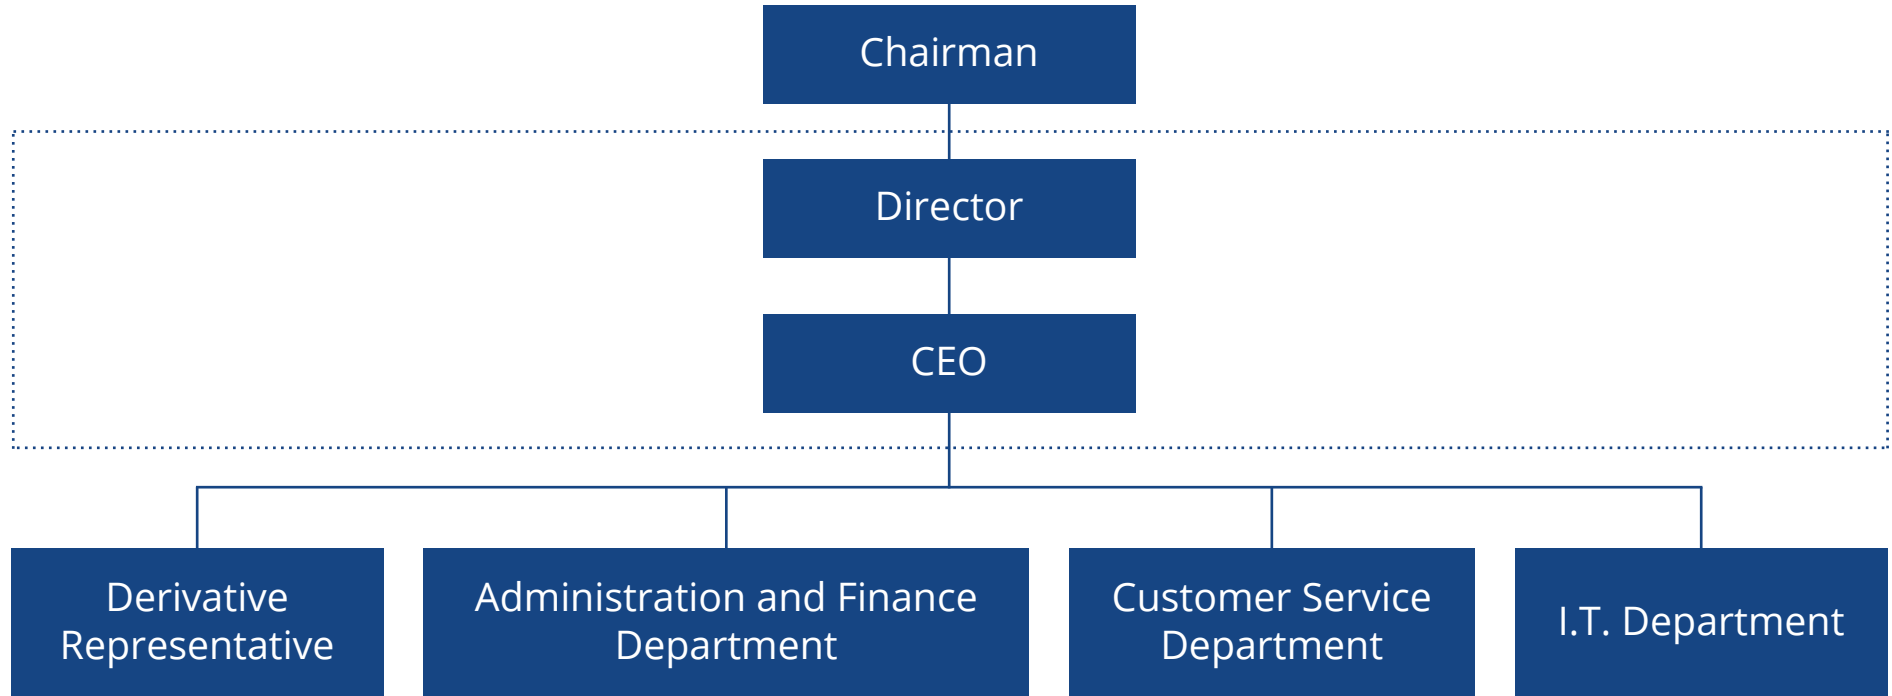 Chairman
Director
CEO
Derivative
Representative
Administration and Finance
Department
Customer Service
Department
I.T. Department